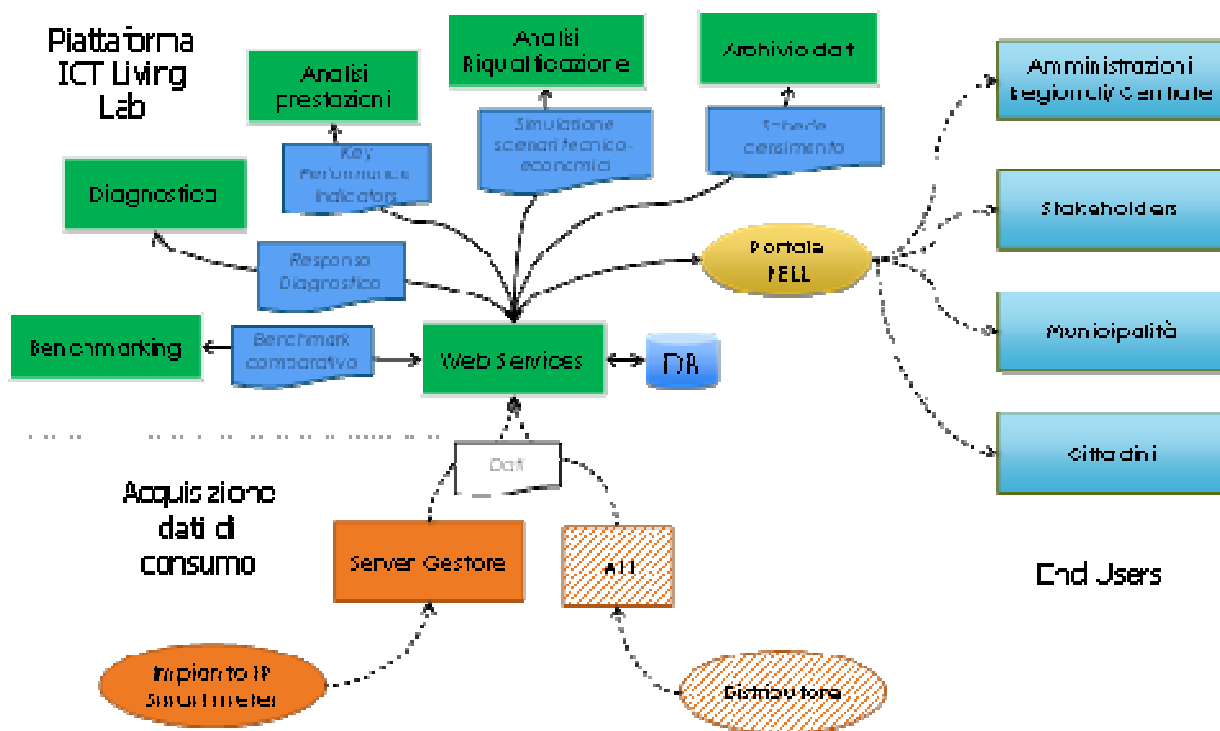 Piattaforma
ICT Living
Lab
Analisi
prestazioni
Analisi
Riqualificazione
Archivio dati
Key
Performance
Indicators
Simulazione
scenari tecnico-
economici
Schede
censimento
Diagnostica
Responso
Diagnostico
Benchmarking
Benchmark
comparativo
Web Services
DB
Portale
PELL
Amministrazioni
Regionali/ Centrale
Stakeholders
Municipalità
Cittadini
End Users
Dati
Acquisizione
dati di
consumo
Server Gestore
Impianto IP
Smart meter
Distributore